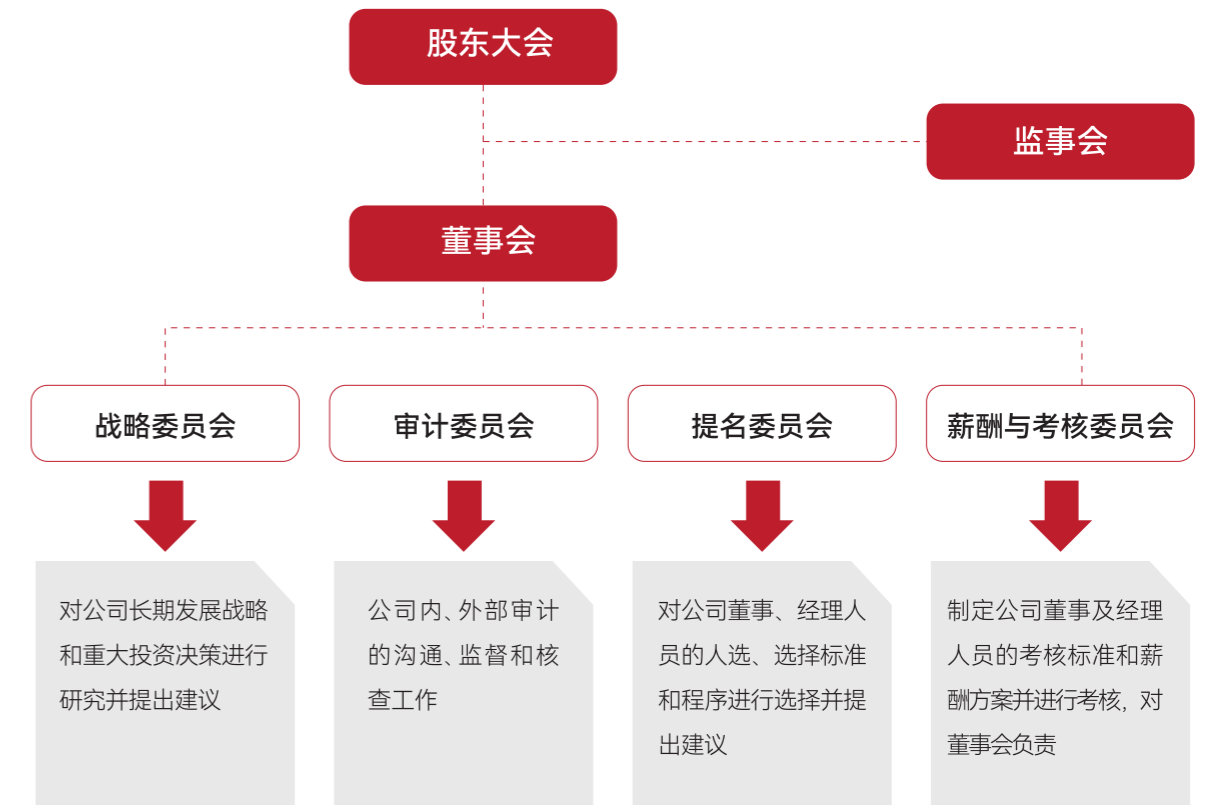 股东大会
监事会
董事会
战略委员会
审计委员会
提名委员会
薪酬与考核委员会
对公司长期发展战略
和重大投资决策进行
研究并提出建议
公司内、外部审计
的沟通、监督和核
查工作
对公司董事、经理人
员的人选、选择标准
和程序进行选择并提
出建议
制定公司董事及经理
人员的考核标准和薪
酬方案并进行考核，对
董事会负责